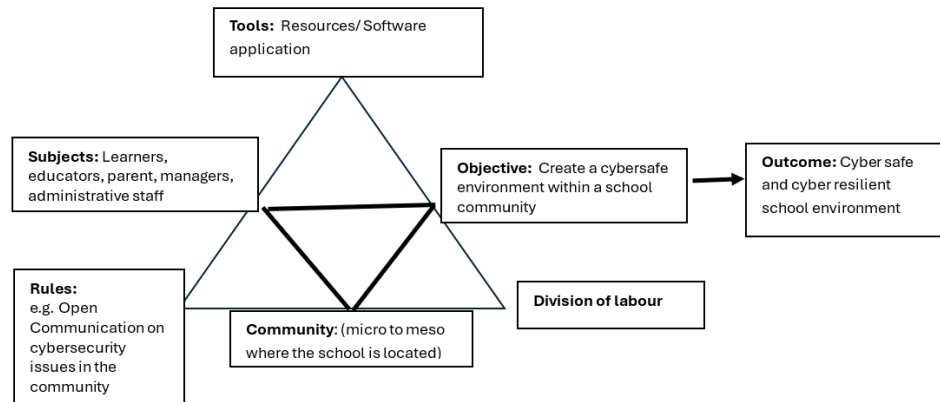 Tools: Resources/ Software
application
Subjects: Learners,
educators, parent, managers,
administrative staff
Objective: Create a cybersafe
environment within a school
community
Outcome: Cyber safe
and cyber resilient
school environment
Rules:
e.g. Open
Communication on
cybersecurity
issues in the
community
Community: (micro to meso
where the school is located)
Division of labour